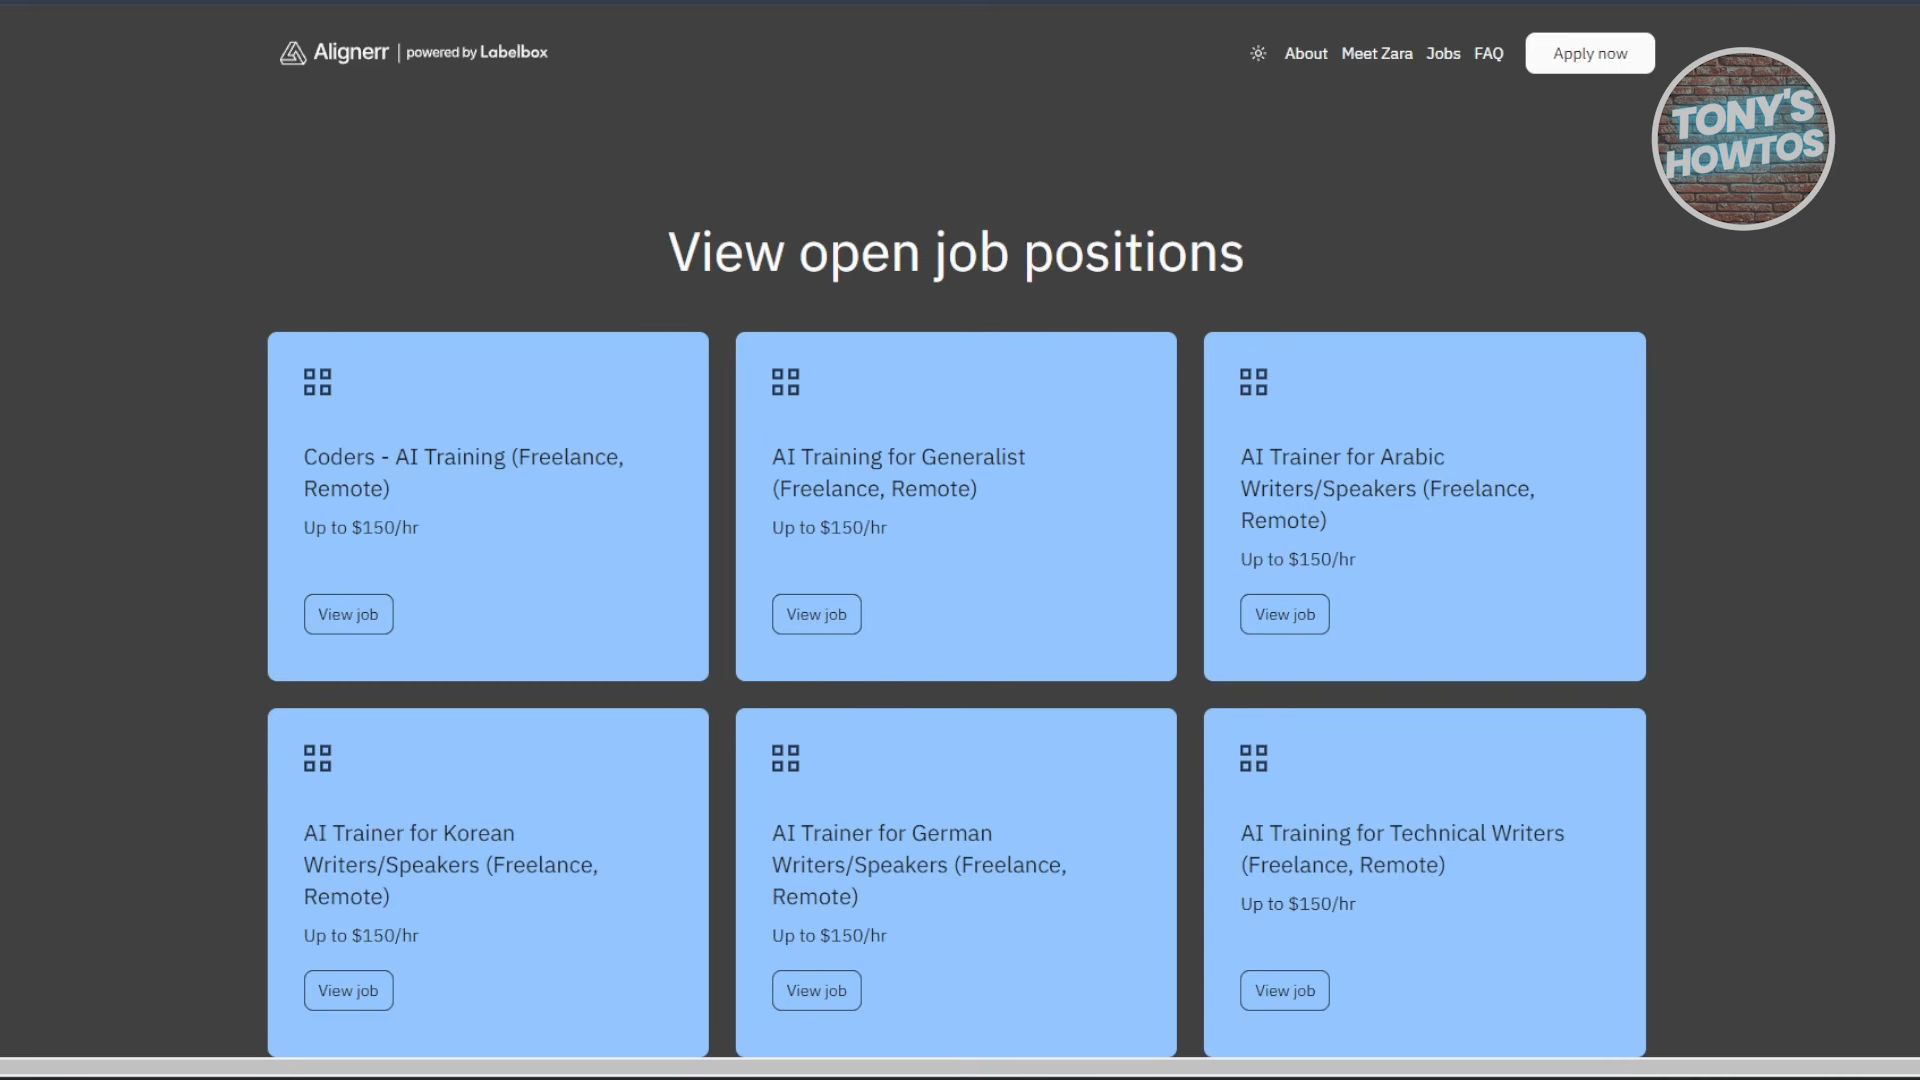 Alignerr | powered by Labelbox
About Meet Zara Jobs FAQ Apply now
TONY'S
HOWTOS
View open job positions
Coders - AI Training (Freelance,
Remote)
Up to $150/hr
View job
AI Training for Generalist
(Freelance, Remote)
Up to $150/hr
View job
AI Trainer for Arabic
Writers/Speakers (Freelance,
Remote)
Up to $150/hr
View job
AI Trainer for Korean
Writers/Speakers (Freelance,
Remote)
Up to $150/hr
View job
AI Trainer for German
Writers/Speakers (Freelance,
Remote)
Up to $150/hr
View job
AI Training for Technical Writers
(Freelance, Remote)
Up to $150/hr
View job